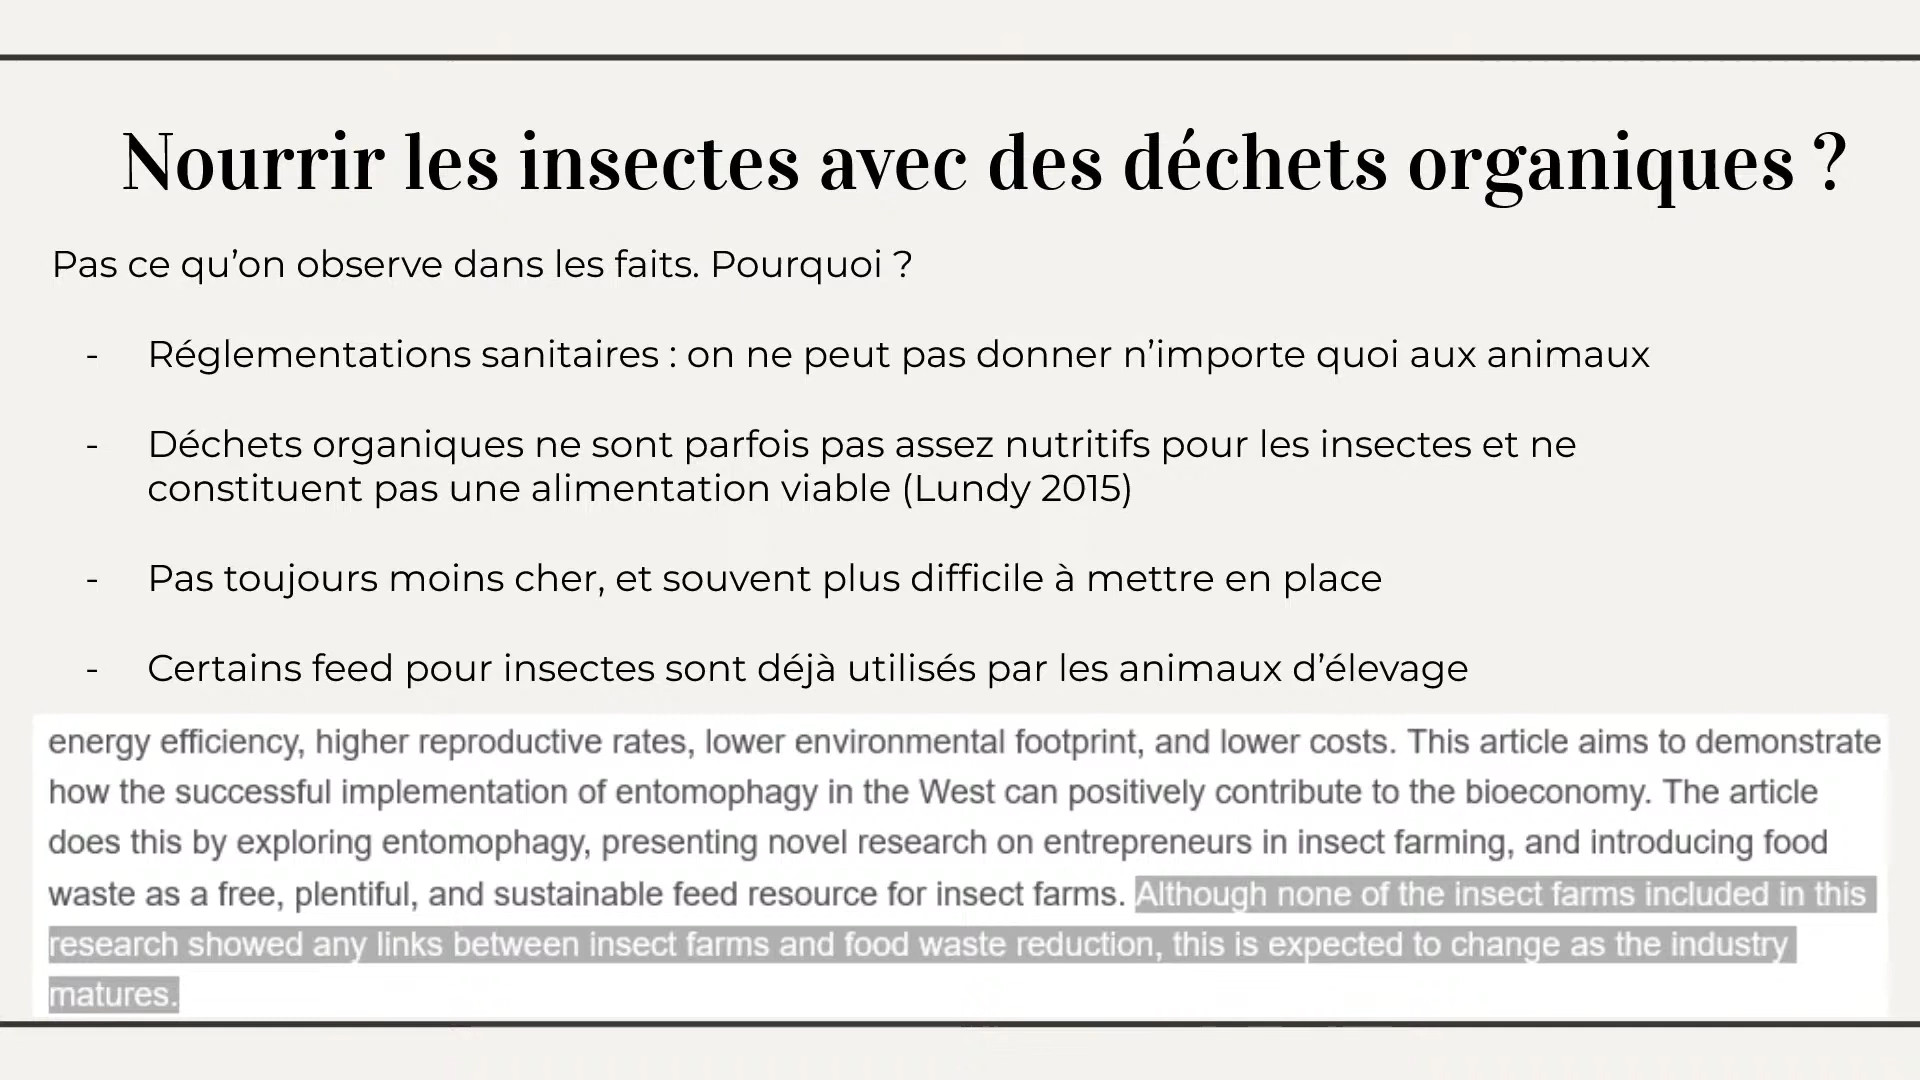 Nourrir les insectes avec des déchets organiques ?
Pas ce qu’on observe dans les faits. Pourquoi ?
- Réglementations sanitaires : on ne peut pas donner n’importe quoi aux animaux
- Déchets organiques ne sont parfois pas assez nutritifs pour les insectes et ne
constituent pas une alimentation viable (Lundy 2015)
- Pas toujours moins cher, et souvent plus difficile à mettre en place
- Certains feed pour insectes sont déjà utilisés par les animaux d’élevage
energy efficiency, higher reproductive rates, lower environmental footprint, and lower costs. This article aims to demonstrate
how the successful implementation of entomophagy in the West can positively contribute to the bioeconomy. The article
does this by exploring entomophagy, presenting novel research on entrepreneurs in insect farming, and introducing food
waste as a free, plentiful, and sustainable feed resource for insect farms. Although none of the insect farms included in this
research showed any links between insect farms and food waste reduction, this is expected to change as the industry
matures.